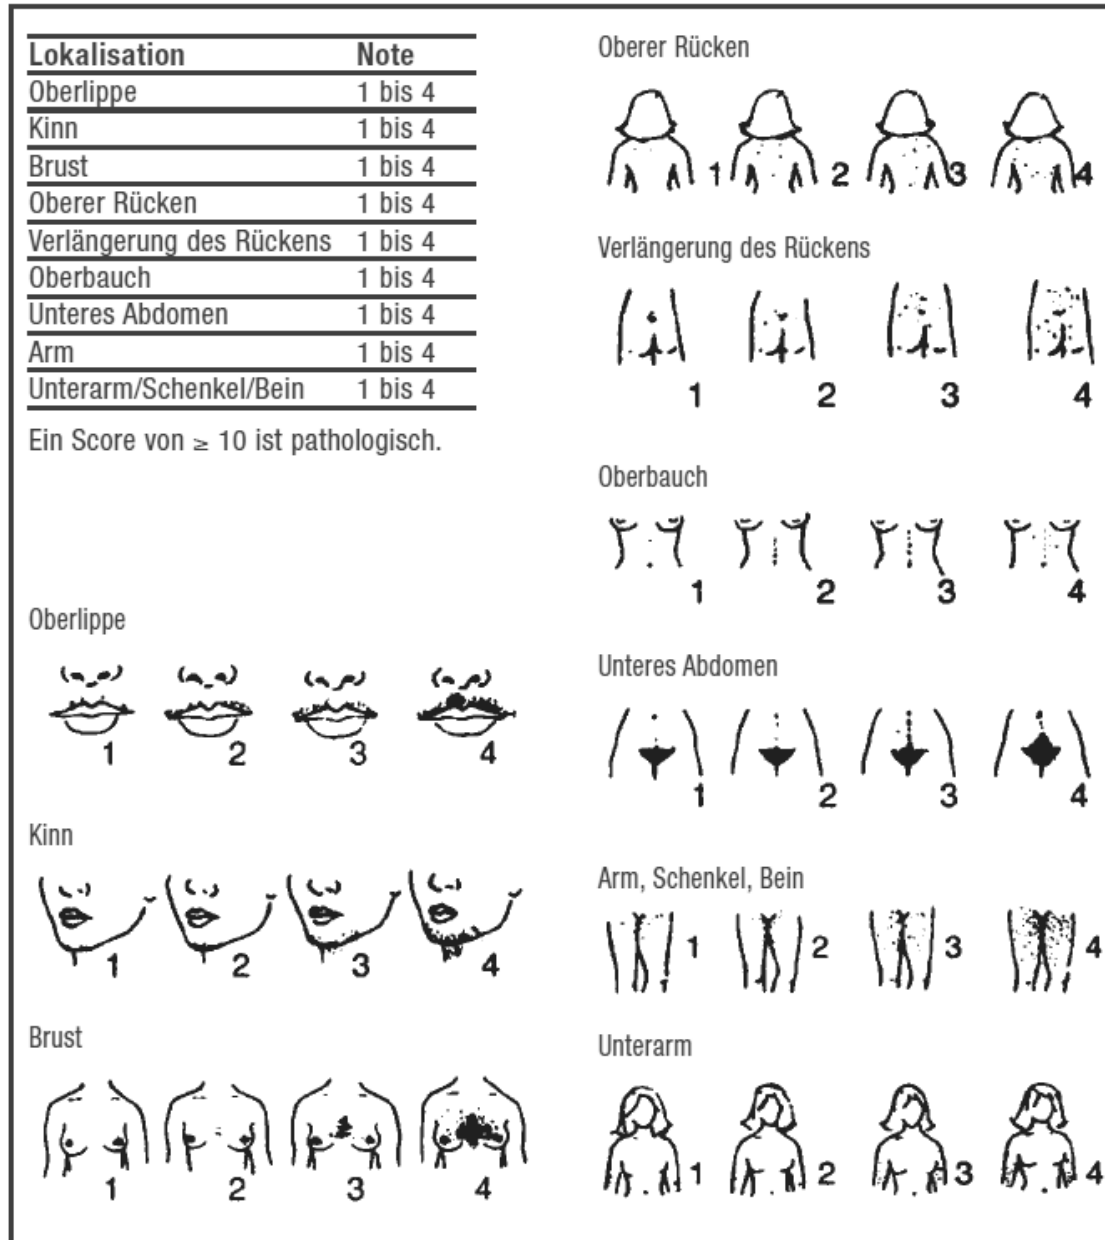 Lokalisation Note
Oberlippe 1 bis 4
Kinn 1 bis 4
Brust 1 bis 4
Oberer Rücken 1 bis 4
Verlängerung des Rückens 1 bis 4
Oberbauch 1 bis 4
Unteres Abdomen 1 bis 4
Arm 1 bis 4
Unterarm/Schenkel/Bein 1 bis 4
Ein Score von ≥ 10 ist pathologisch.
Oberlippe
1 2 3 4
Kinn
1 2 3 4
Brust
1 2 3 4
Oberer Rücken
1 2 3 4
Verlängerung des Rückens
1 2 3 4
Oberbauch
1 2 3 4
Unteres Abdomen
1 2 3 4
Arm, Schenkel, Bein
1 2 3 4
Unterarm
1 2 3 4